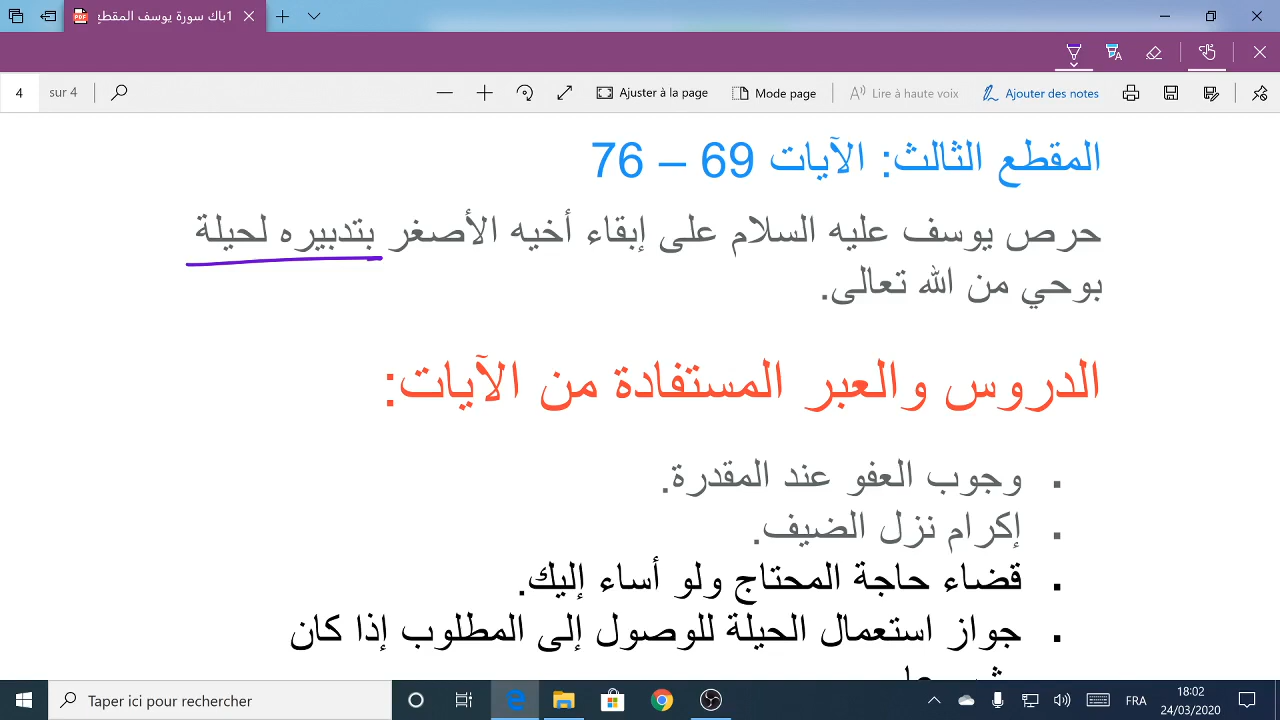 1باك سورة يوسف المقطع
4 sur 4
Ajuster à la page
Mode page
Lire à haute voix
Ajouter des notes
المقطع الثالث: الآيات 69 – 76
حرص يوسف عليه السلام على إبقاء أخيه الأصغر بتدبيره لحيلة
بوحي من الله تعالى.
الدروس والعبر المستفادة من الآيات:
▪ وجوب العفو عند المقدرة.
▪ إكرام نزل الضيف.
▪ قضاء حاجة المحتاج ولو أساء إليك.
▪ جواز استعمال الحيلة للوصول إلى المطلوب إذا كان
Taper ici pour rechercher
FRA
18:02
24/03/2020